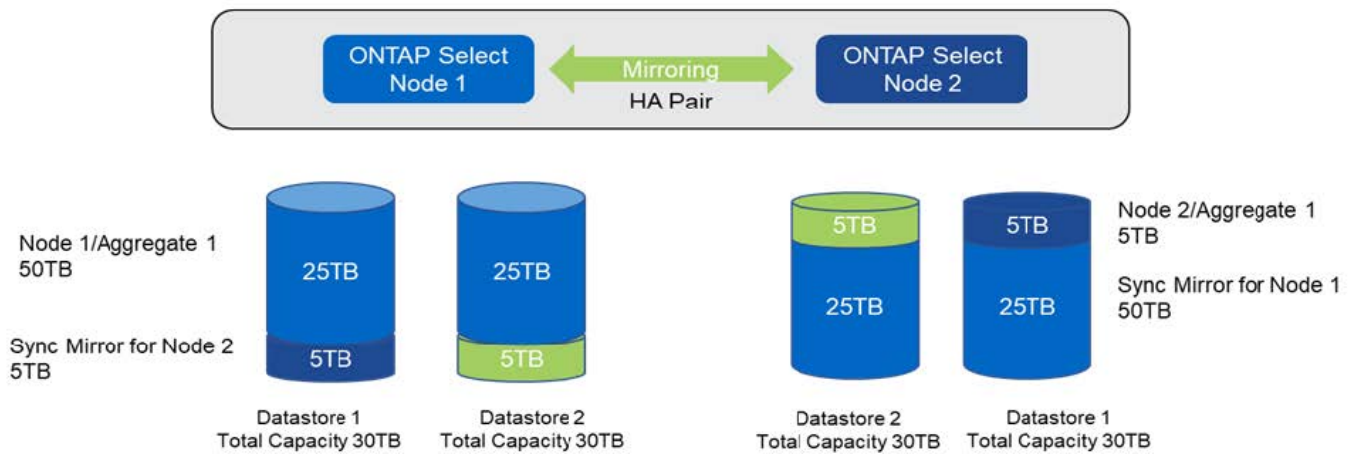 ONTAP Select
Node 1
Mirroring
HA Pair
ONTAP Select
Node 2
Node 1/Aggregate 1
50TB
Sync Mirror for Node 2
5TB
25TB
5TB
Datastore 1
Total Capacity 30TB
25TB
5TB
Datastore 2
Total Capacity 30TB
5TB
25TB
Datastore 2
Total Capacity 30TB
5TB
25TB
Datastore 1
Total Capacity 30TB
Node 2/Aggregate 1
5TB
Sync Mirror for Node 1
50TB